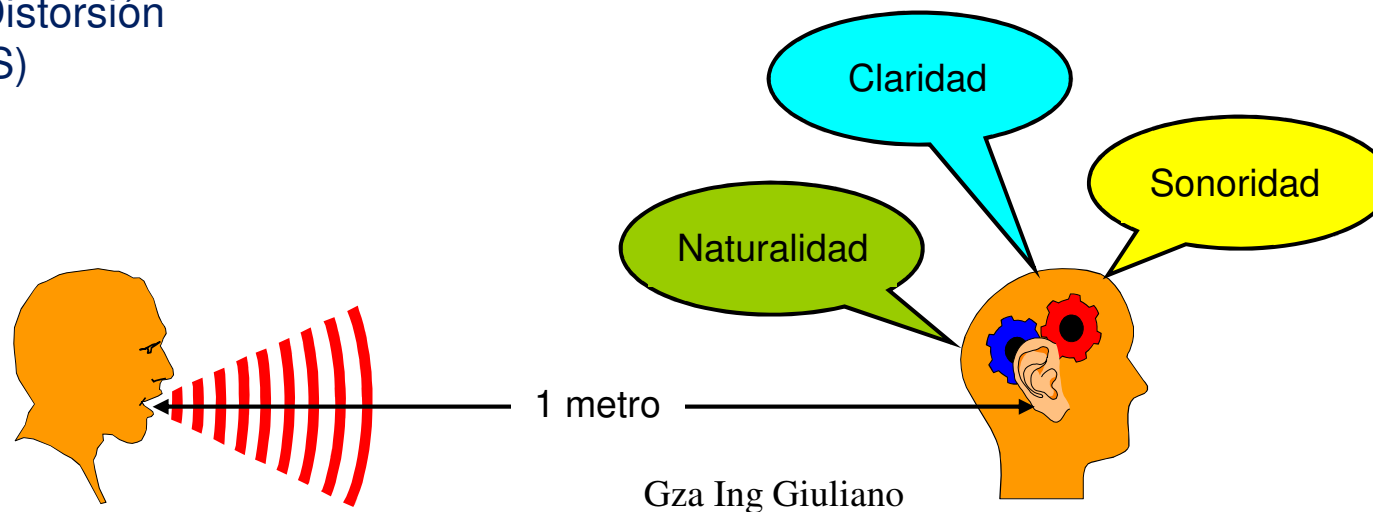 Distorsión
S)
Claridad
Sonoridad
Naturalidad
1 metro
Gza Ing Giuliano